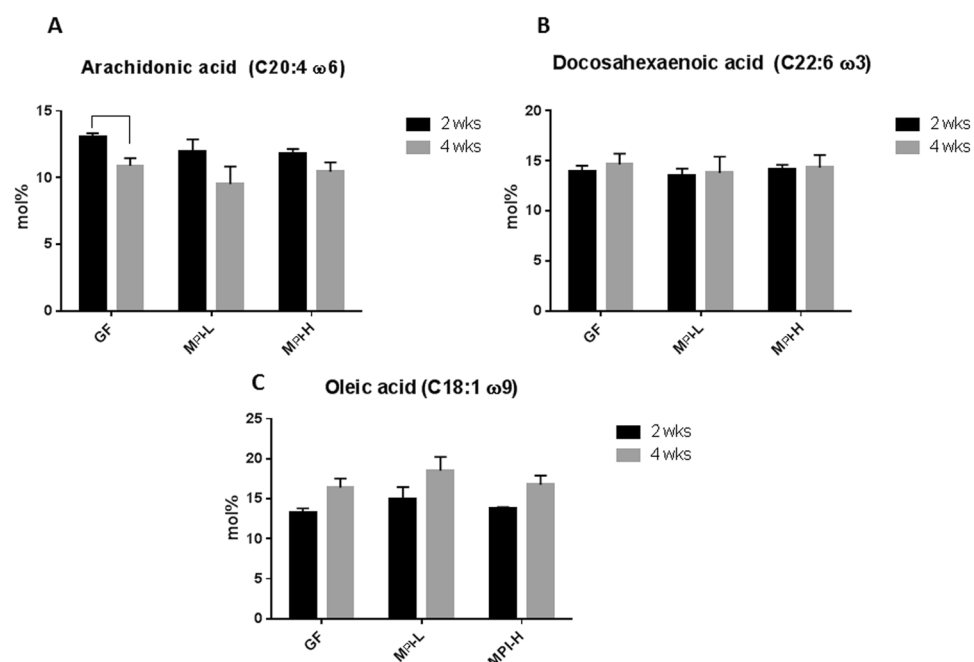 A
Arachidonic acid (C20:4 ω6)
15
10
5
0
mol%
GF
MPI-L
MPI-H
2 wks
4 wks
B
Docosahexaenoic acid (C22:6 ω3)
20
15
10
5
0
mol%
GF
MPI-L
MPI-H
2 wks
4 wks
C
Oleic acid (C18:1 ω9)
25
20
15
10
5
0
mol%
GF
MPI-L
MPI-H
2 wks
4 wks